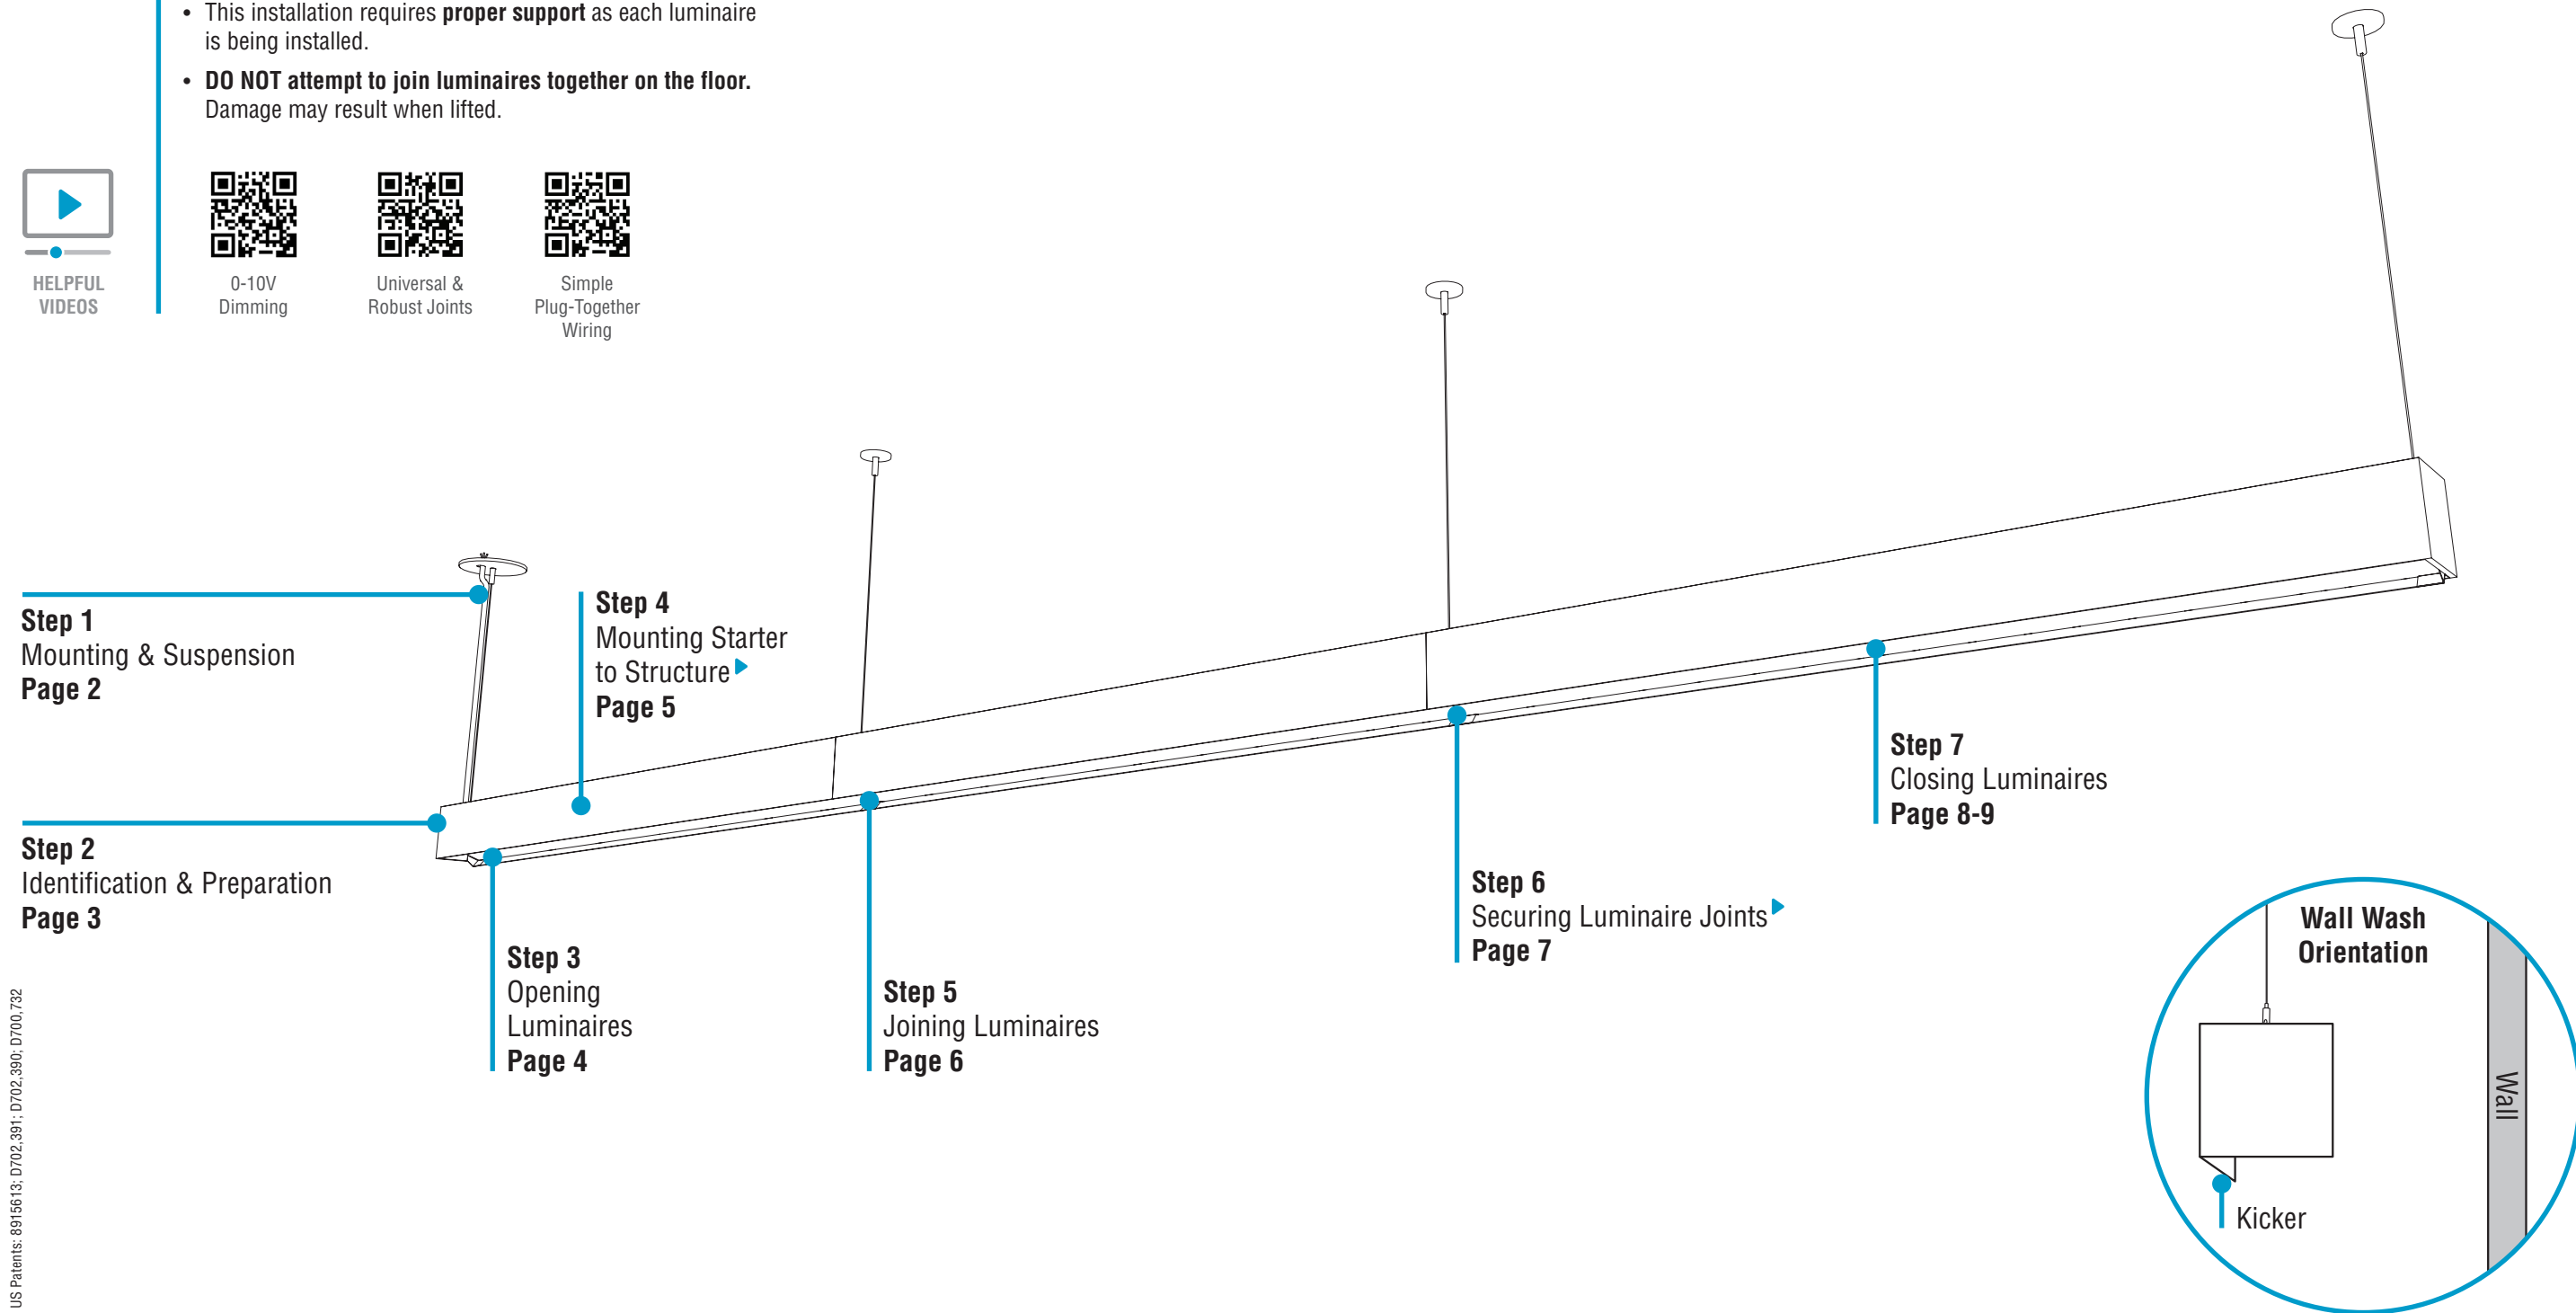 • This installation requires proper support as each luminaire
is being installed.
• DO NOT attempt to join luminaires together on the floor.
Damage may result when lifted.
HELPFUL
VIDEOS
0-10V
Dimming
Universal &
Robust Joints
Simple
Plug-Together
Wiring
Step 1
Mounting & Suspension
Page 2
Step 2
Identification & Preparation
Page 3
Step 3
Opening
Luminaires
Page 4
Step 4
Mounting Starter
to Structure
Page 5
Step 5
Joining Luminaires
Page 6
Step 6
Securing Luminaire Joints
Page 7
Step 7
Closing Luminaires
Page 8-9
Wall Wash
Orientation
Wall
Kicker
US Patents: 8915613; D702,391; D702,390; D700,732